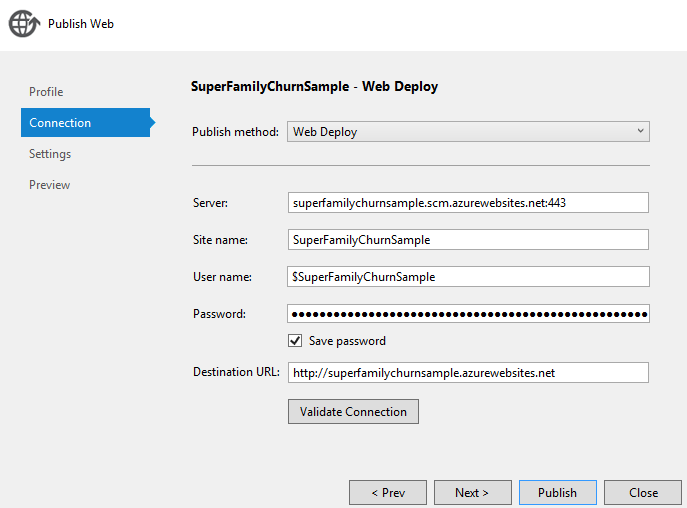 Publish Web
Profile
Connection
Settings
Preview
SuperFamilyChurnSample - Web Deploy
Publish method: Web Deploy
Server: superfamilychurnsample.scm.azurewebsites.net:443
Site name: SuperFamilyChurnSample
User name: $SuperFamilyChurnSample
Password: ●●●●●●●●●●●●●●●●●●●●●●●●●●●●●●●●●●●●●●●●●●●●●●●●●●●
Save password
Destination URL: http://superfamilychurnsample.azurewebsites.net
Validate Connection
< Prev Next > Publish Close